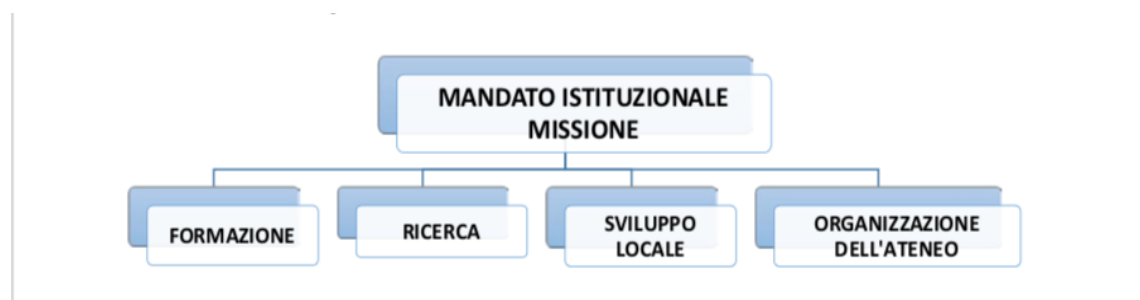 MANDATO ISTITUZIONALE
MISSIONE
FORMAZIONE
RICERCA
SVILUPPO
LOCALE
ORGANIZZAZIONE
DELL'ATENEO